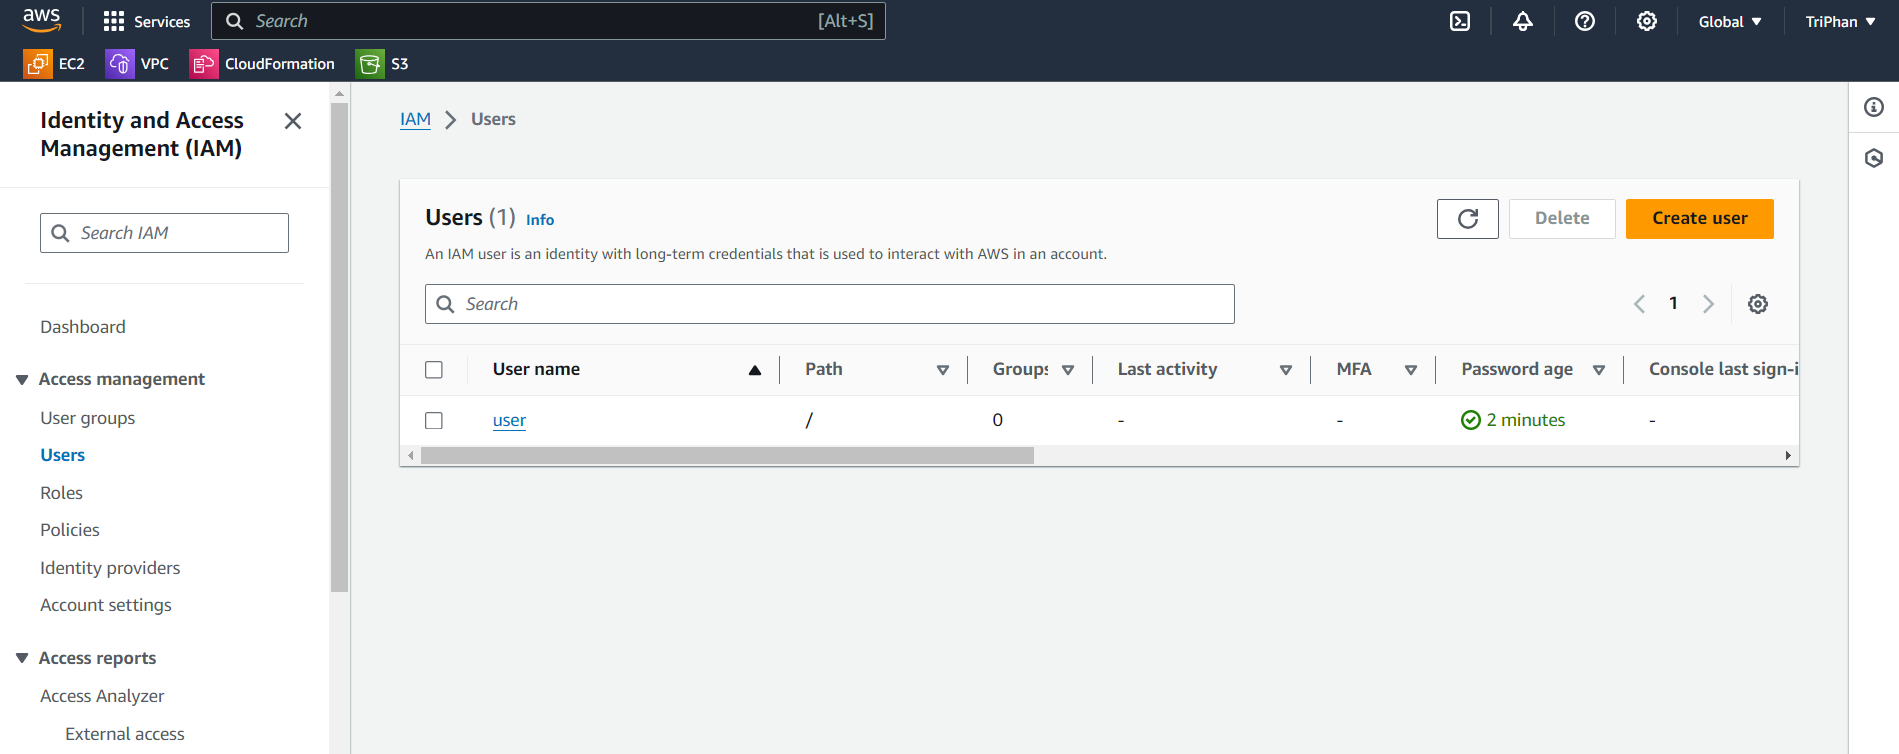 aws
Services
Search
[Alt+S]
Global
TriPhan
EC2
VPC
CloudFormation
S3
Identity and Access
Management (IAM)
Search IAM
Dashboard
Access management
User groups
Users
Roles
Policies
Identity providers
Account settings
Access reports
Access Analyzer
External access
IAM
Users
Users (1) Info
Delete
Create user
An IAM user is an identity with long-term credentials that is used to interact with AWS in an account.
Search
1
User name Path Groups Last activity MFA Password age Console last sign-i
user / 0 - - 2 minutes -